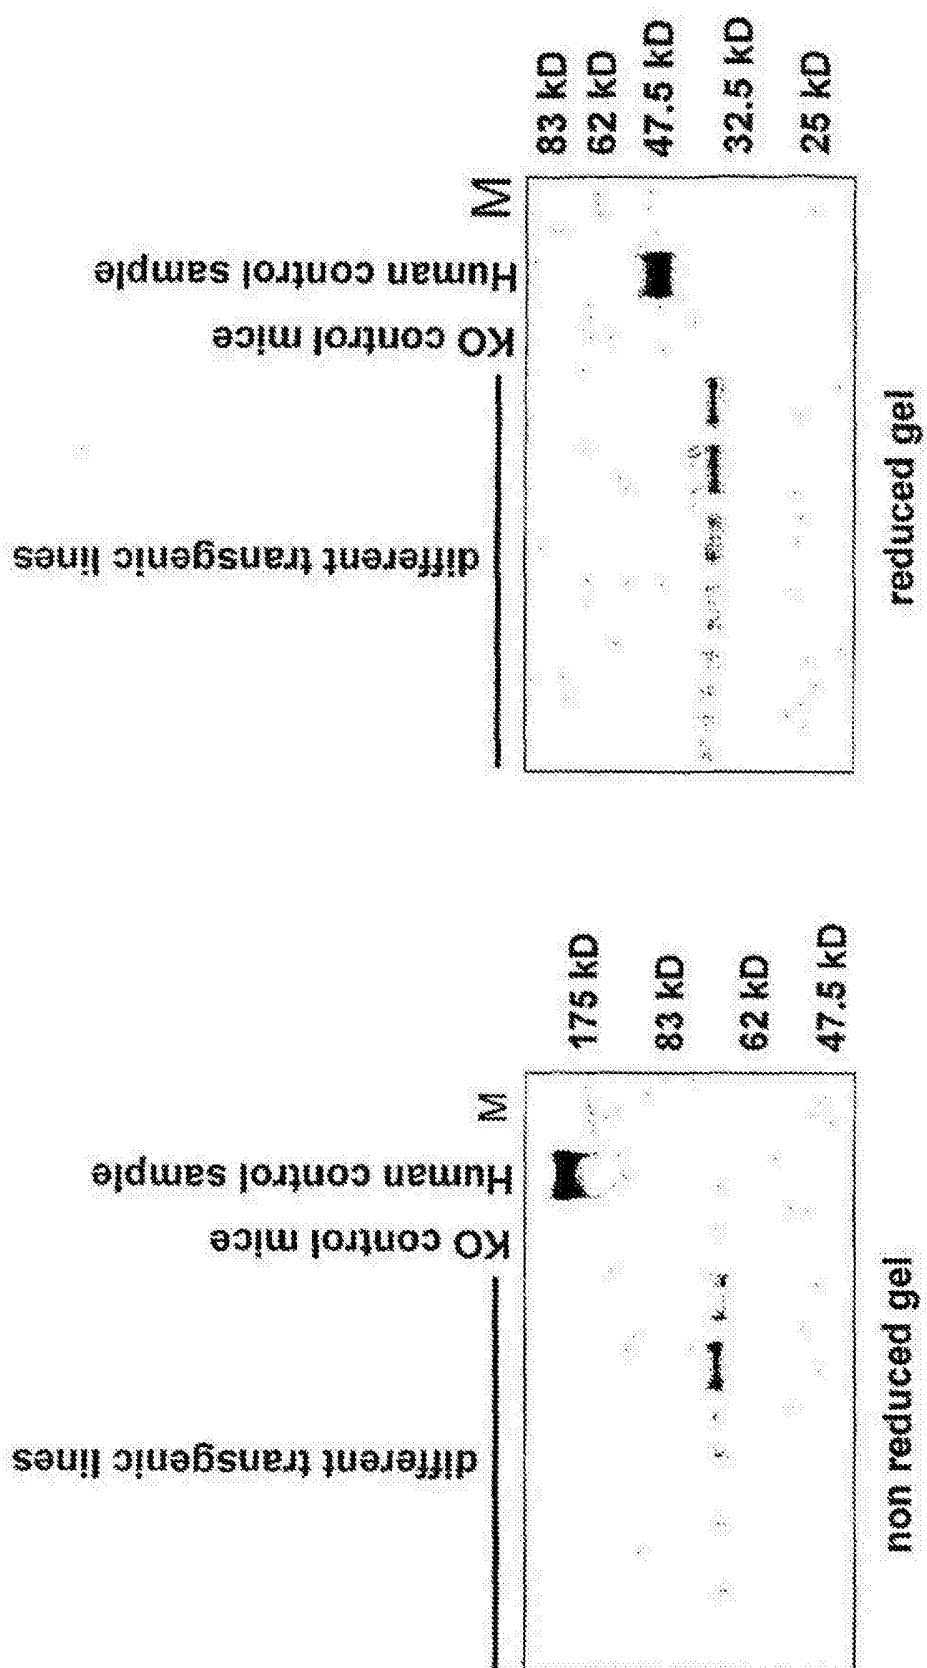 different transgenic lines
KO control mice
Human control sample
M
83 kD
62 kD
47.5 kD
32.5 kD
25 kD
reduced gel
different transgenic lines
KO control mice
Human control sample
M
175 kD
83 kD
62 kD
47.5 kD
non reduced gel